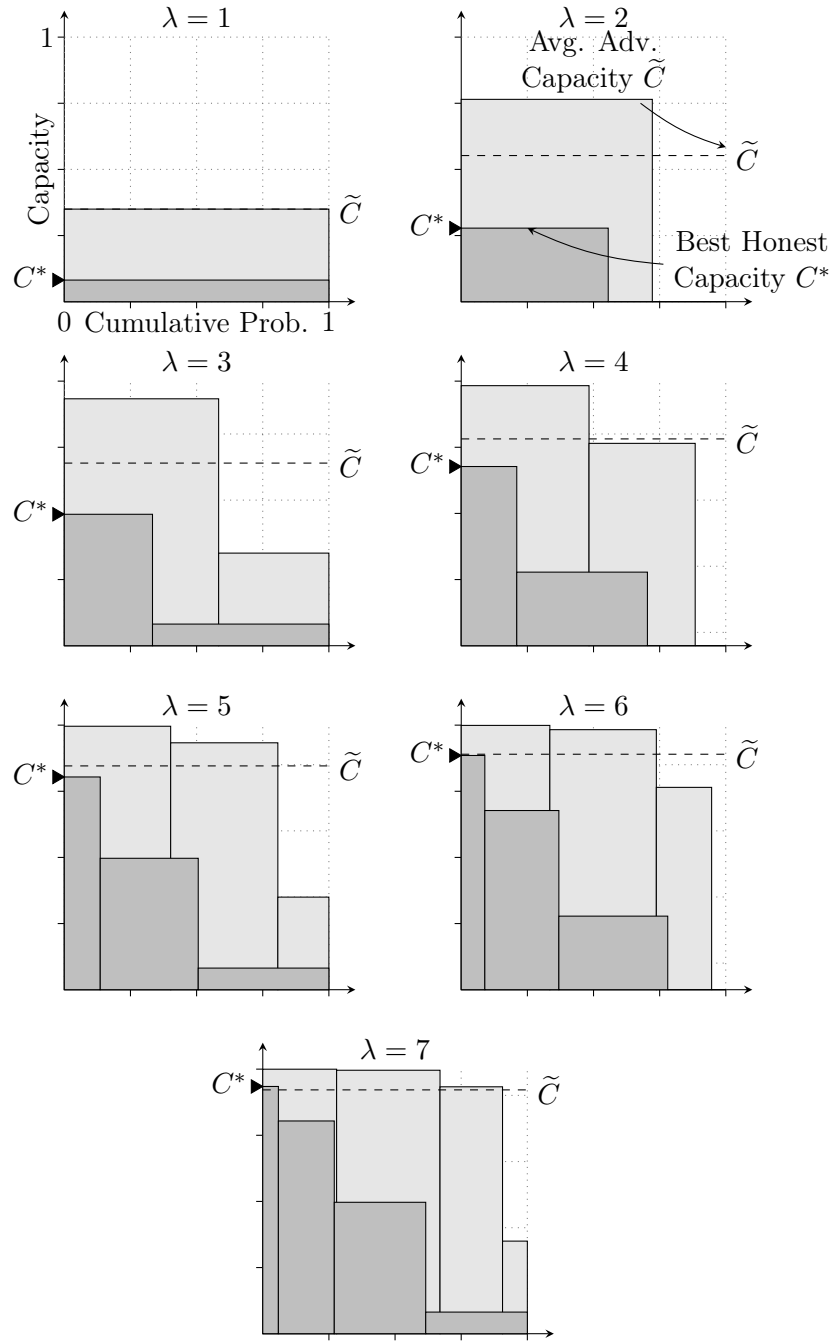 λ = 1
1
Capacity
C̃
C*
0 Cumulative Prob. 1
λ = 2
Avg. Adv.
Capacity C̃
C̃
C*
Best Honest
Capacity C*
λ = 3
C̃
C*
λ = 4
C̃
C*
λ = 5
C̃
C*
λ = 6
C*
C̃
λ = 7
C*
C̃